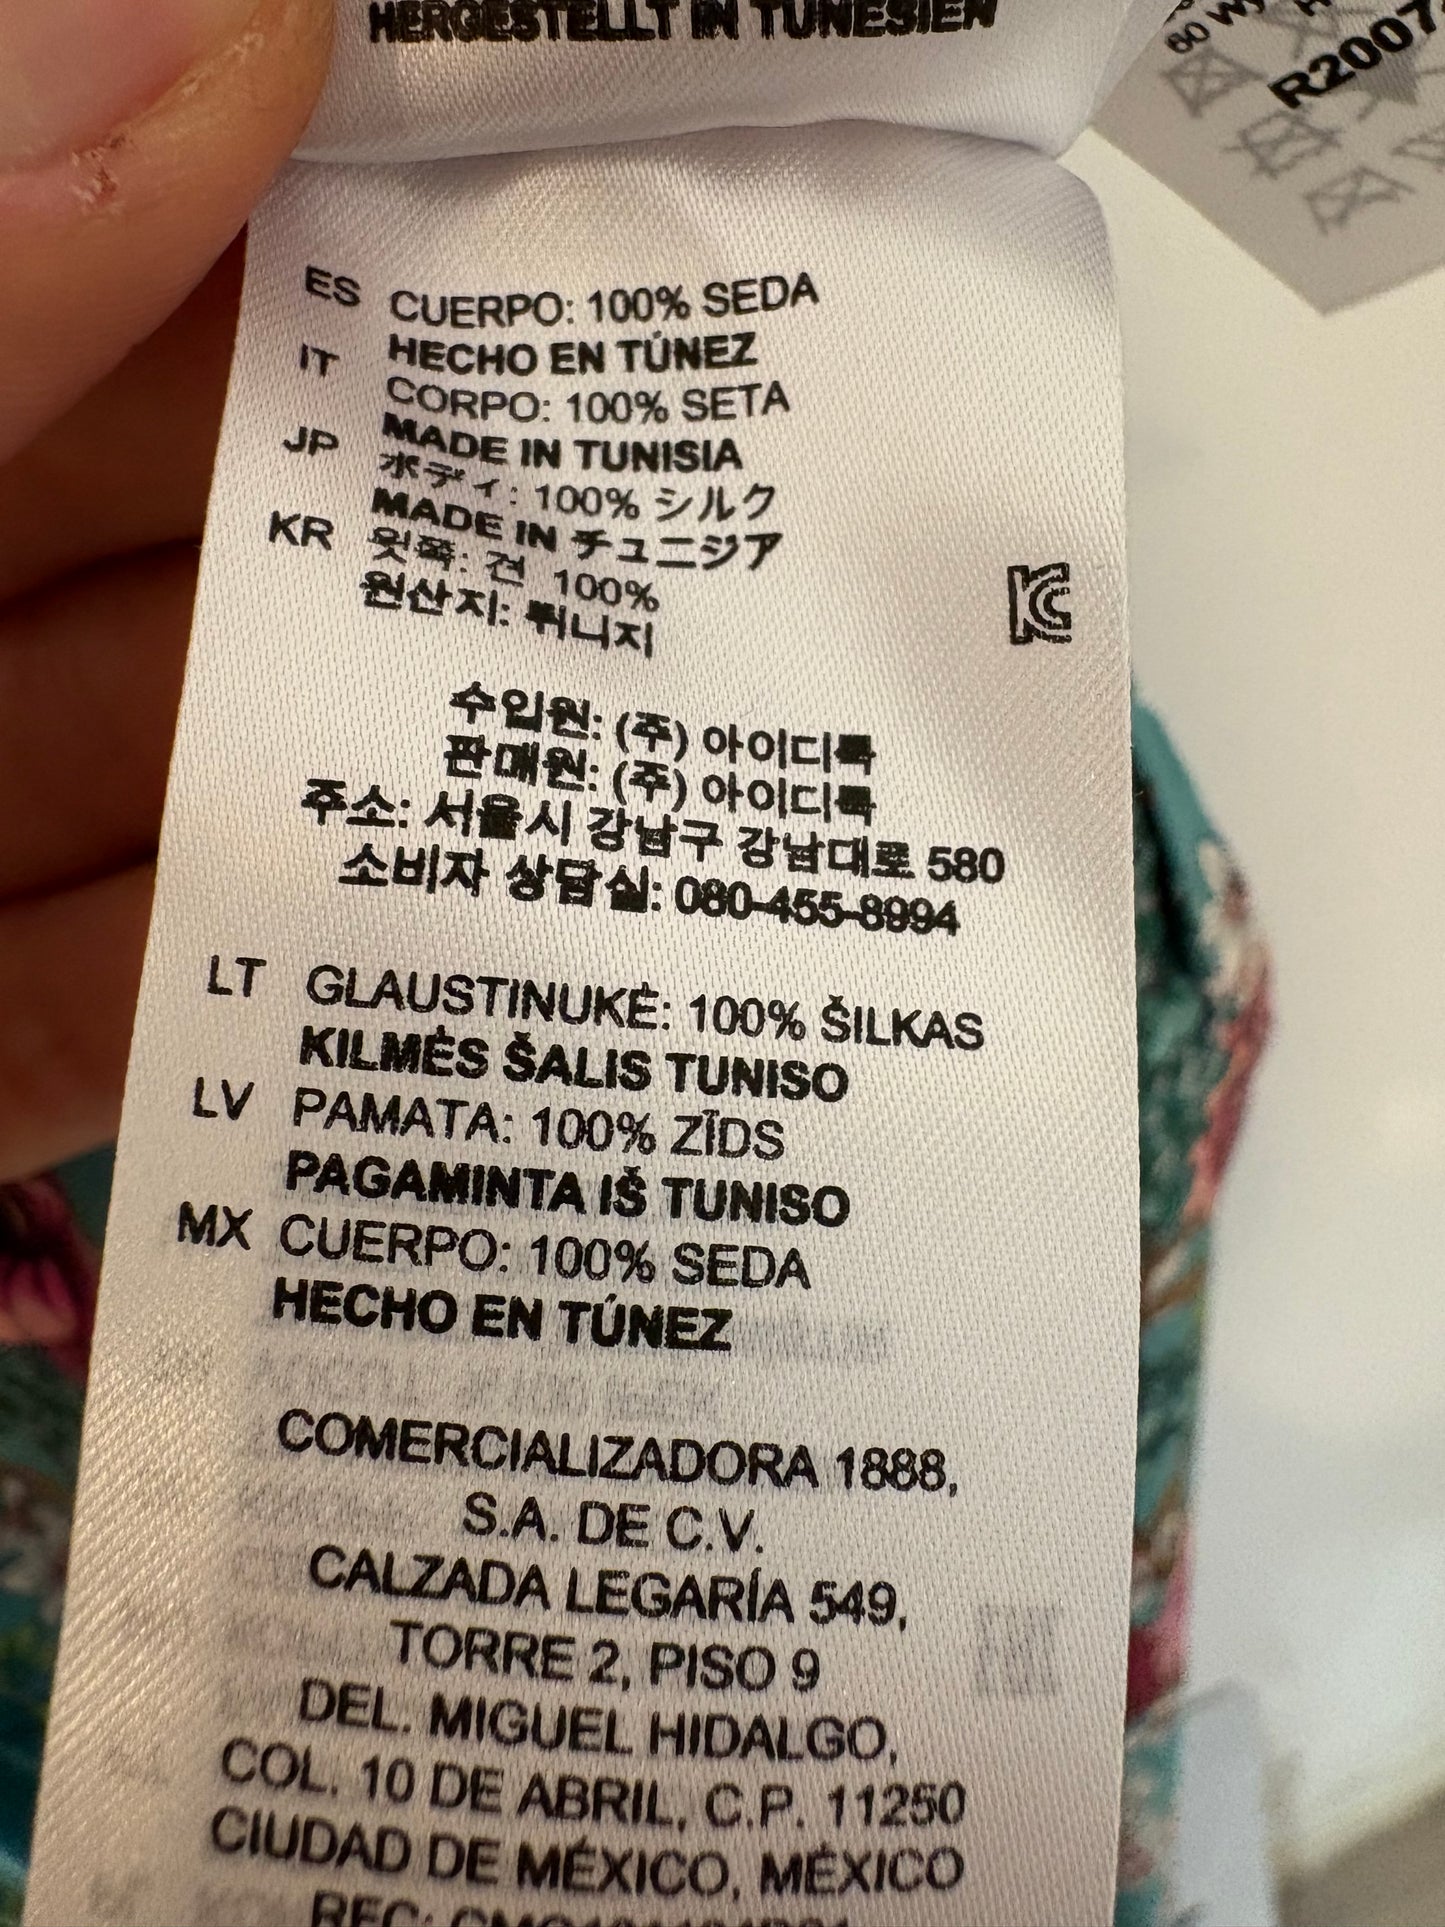 HERGESTELLT IN TUNESIEN
60
R2007
ES CUERPO: 100% SEDA
HECHO EN TÚNEZ
IT CORPO: 100% SETA
MADE IN TUNISIA
JP ボディ: 100% シルク
MADE IN チュニジア
KR 윗쪽: 견 100%
원산지: 튀니지
수입원: (주) 아이디룩
판매원: (주) 아이디룩
주소: 서울시 강남구 강남대로 580
소비자 상담실: 080-455-8994
LT GLAUSTINUKĖ: 100% ŠILKAS
KILMĖS ŠALIS TUNISO
LV PAMATA: 100% ZĪDS
PAGAMINTA IŠ TUNISO
MX CUERPO: 100% SEDA
HECHO EN TÚNEZ
COMERCIALIZADORA 1888,
S.A. DE C.V.
CALZADA LEGARÍA 549,
TORRE 2, PISO 9
DEL. MIGUEL HIDALGO,
COL. 10 DE ABRIL, C.P. 11250
CIUDAD DE MÉXICO, MÉXICO